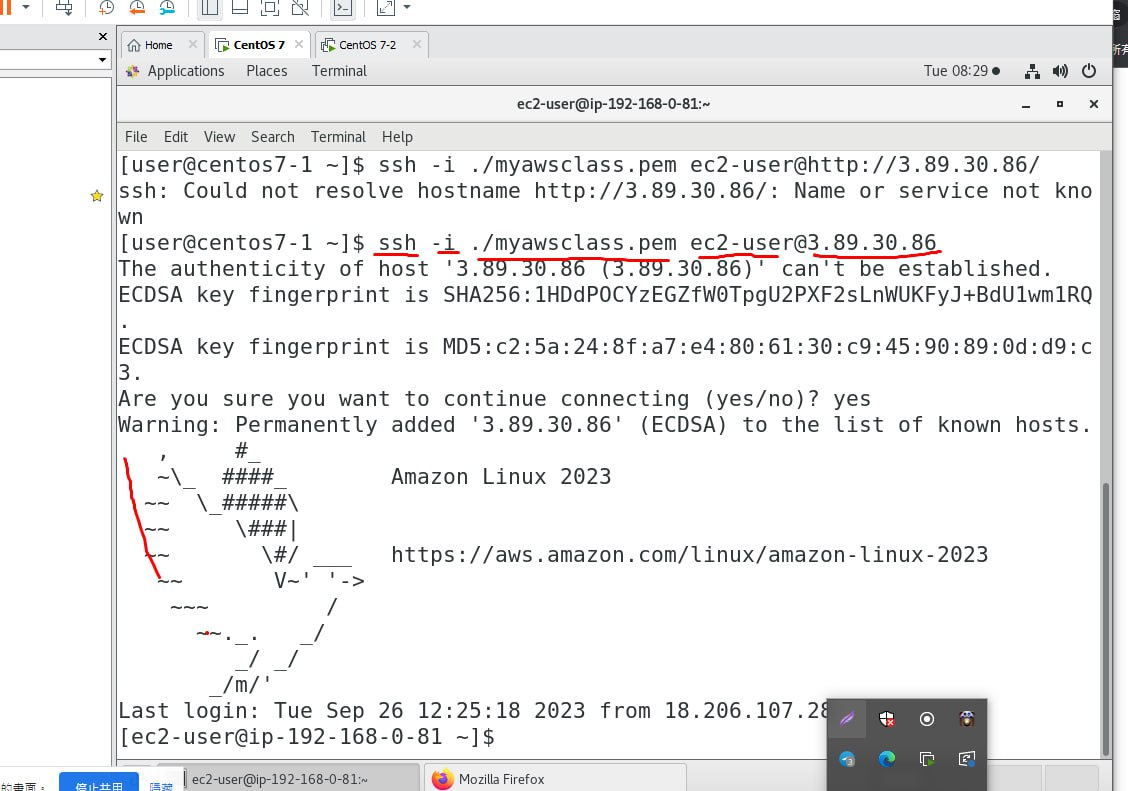 Home
CentOS 7
CentOS 7-2
Applications Places Terminal Tue 08:29
ec2-user@ip-192-168-0-81:~
File Edit View Search Terminal Help
[user@centos7-1 ~]$ ssh -i ./myawsclass.pem ec2-user@http://3.89.30.86/
ssh: Could not resolve hostname http://3.89.30.86/: Name or service not kno
wn
[user@centos7-1 ~]$ ssh -i ./myawsclass.pem ec2-user@3.89.30.86
The authenticity of host '3.89.30.86 (3.89.30.86)' can't be established.
ECDSA key fingerprint is SHA256:1HDdPOCYzEGZfW0TpgU2PXF2sLnWUKFyJ+BdU1wm1RQ
.
ECDSA key fingerprint is MD5:c2:5a:24:8f:a7:e4:80:61:30:c9:45:90:89:0d:d9:c
3.
Are you sure you want to continue connecting (yes/no)? yes
Warning: Permanently added '3.89.30.86' (ECDSA) to the list of known hosts.
   ,     #_
   ~\_  ####_        Amazon Linux 2023
  ~~  \_#####\
  ~~     \###|
  ~~       \#/ ___   https://aws.amazon.com/linux/amazon-linux-2023
   ~~       V~' '->
    ~~~         /
      ~~._.   _/
         _/ _/
       _/m/'
Last login: Tue Sep 26 12:25:18 2023 from 18.206.107.28
[ec2-user@ip-192-168-0-81 ~]$
的畫面。
停止共用
隱藏
ec2-user@ip-192-168-0-81:~
Mozilla Firefox
所有